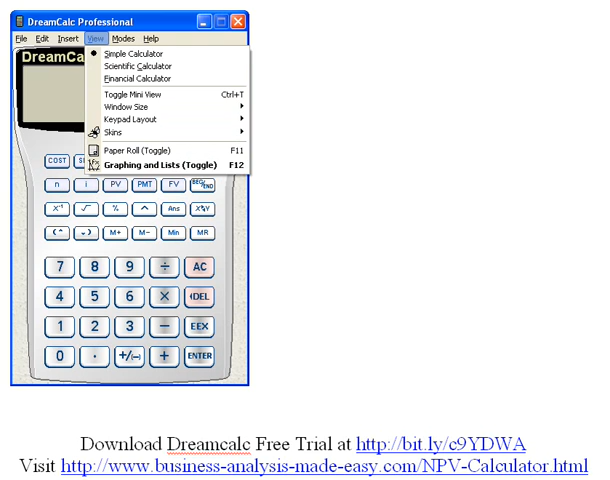 DreamCalc Professional
File Edit Insert View Modes Help
DreamCa
Simple Calculator
Scientific Calculator
Financial Calculator
Toggle Mini View Ctrl+T
Window Size
Keypad Layout
Skins
Paper Roll (Toggle) F11
Graphing and Lists (Toggle) F12
COST
n i PV PMT FV BEG/END
X⁻¹ √‾ % ^ Ans
M+ M− Min MR
7 8 9 ÷ AC
4 5 6 × DEL
1 2 3 − EEX
0 · +/(−) + ENTER
Download Dreamcalc Free Trial at http://bit.ly/c9YDWA
Visit http://www.business-analysis-made-easy.com/NPV-Calculator.html